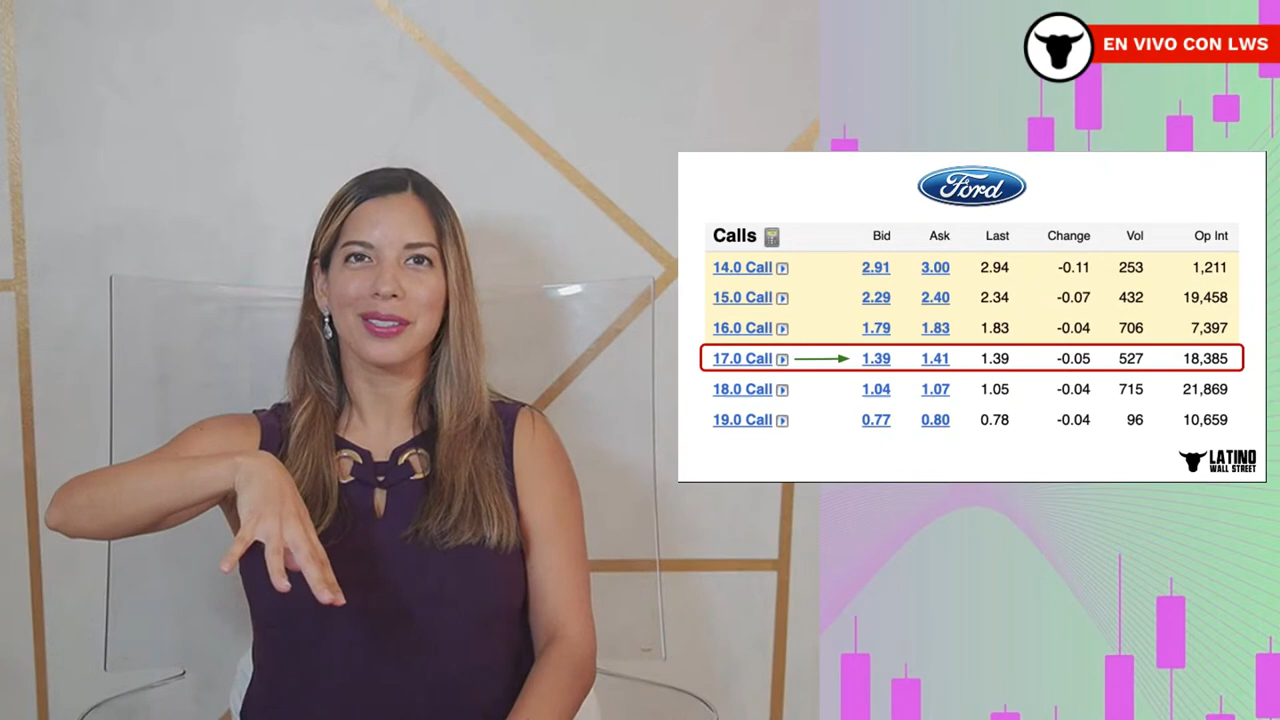 EN VIVO CON LWS
Ford
Calls Bid Ask Last Change Vol Op Int
14.0 Call 2.91 3.00 2.94 -0.11 253 1,211
15.0 Call 2.29 2.40 2.34 -0.07 432 19,458
16.0 Call 1.79 1.83 1.83 -0.04 706 7,397
17.0 Call 1.39 1.41 1.39 -0.05 527 18,385
18.0 Call 1.04 1.07 1.05 -0.04 715 21,869
19.0 Call 0.77 0.80 0.78 -0.04 96 10,659
LATINO
WALL STREET